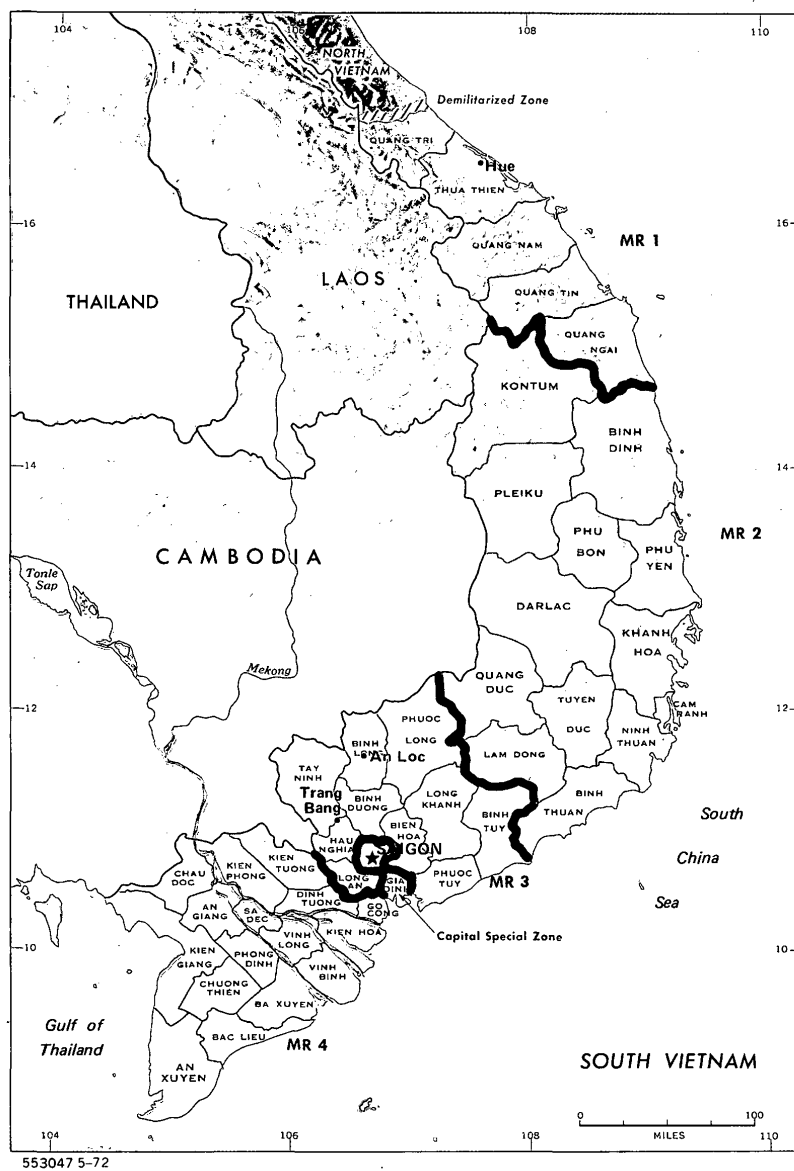 104
106
108
110
NORTH
VIETNAM
Demilitarized Zone
QUANG TRI
Hue
THUA THIEN
16
16
QUANG NAM
MR 1
LAOS
THAILAND
QUANG TIN
QUANG
NGAI
KONTUM
BINH
DINH
14
14
PLEIKU
PHU
BON
PHU
YEN
MR 2
CAMBODIA
Tonle
Sap
DARLAC
KHANH
HOA
Mekong
QUANG
DUC
TUYEN
DUC
CAM
RANH
NINH
THUAN
12
12
PHUOC
LONG
BINH
LONG
An Loc
LAM DONG
TAY
NINH
Trang
Bang
BINH
DUONG
LONG
KHANH
BINH
TUY
BINH
THUAN
BIEN
HOA
HAU
NGHIA
SAIGON
South
China
Sea
CHAU
DOC
KIEN
PHONG
KIEN
TUONG
LONG
AN
GIA
DINH
PHUOC
TUY
MR 3
DINH
TUONG
GO
CONG
Capital Special Zone
AN
GIANG
SA
DEC
VINH
LONG
KIEN HOA
10
10
KIEN
GIANG
PHONG
DINH
VINH
BINH
CHUONG
THIEN
BA XUYEN
Gulf of
Thailand
BAC LIEU
MR 4
AN
XUYEN
SOUTH VIETNAM
0
100
MILES
104
106
108
110
553047 5-72